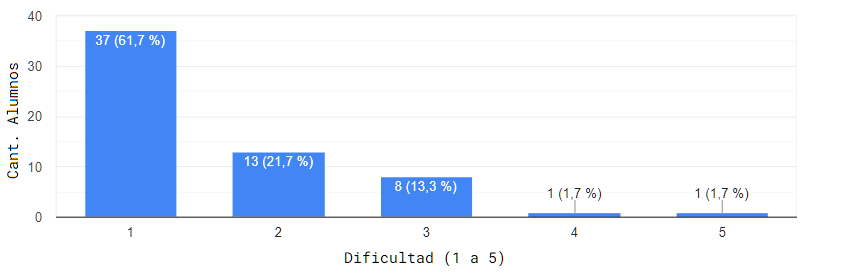 40
30
20
10
0
Cant. Alumnos
37 (61,7 %)
13 (21,7 %)
8 (13,3 %)
1 (1,7 %)
1 (1,7 %)
1
2
3
4
5
Dificultad (1 a 5)